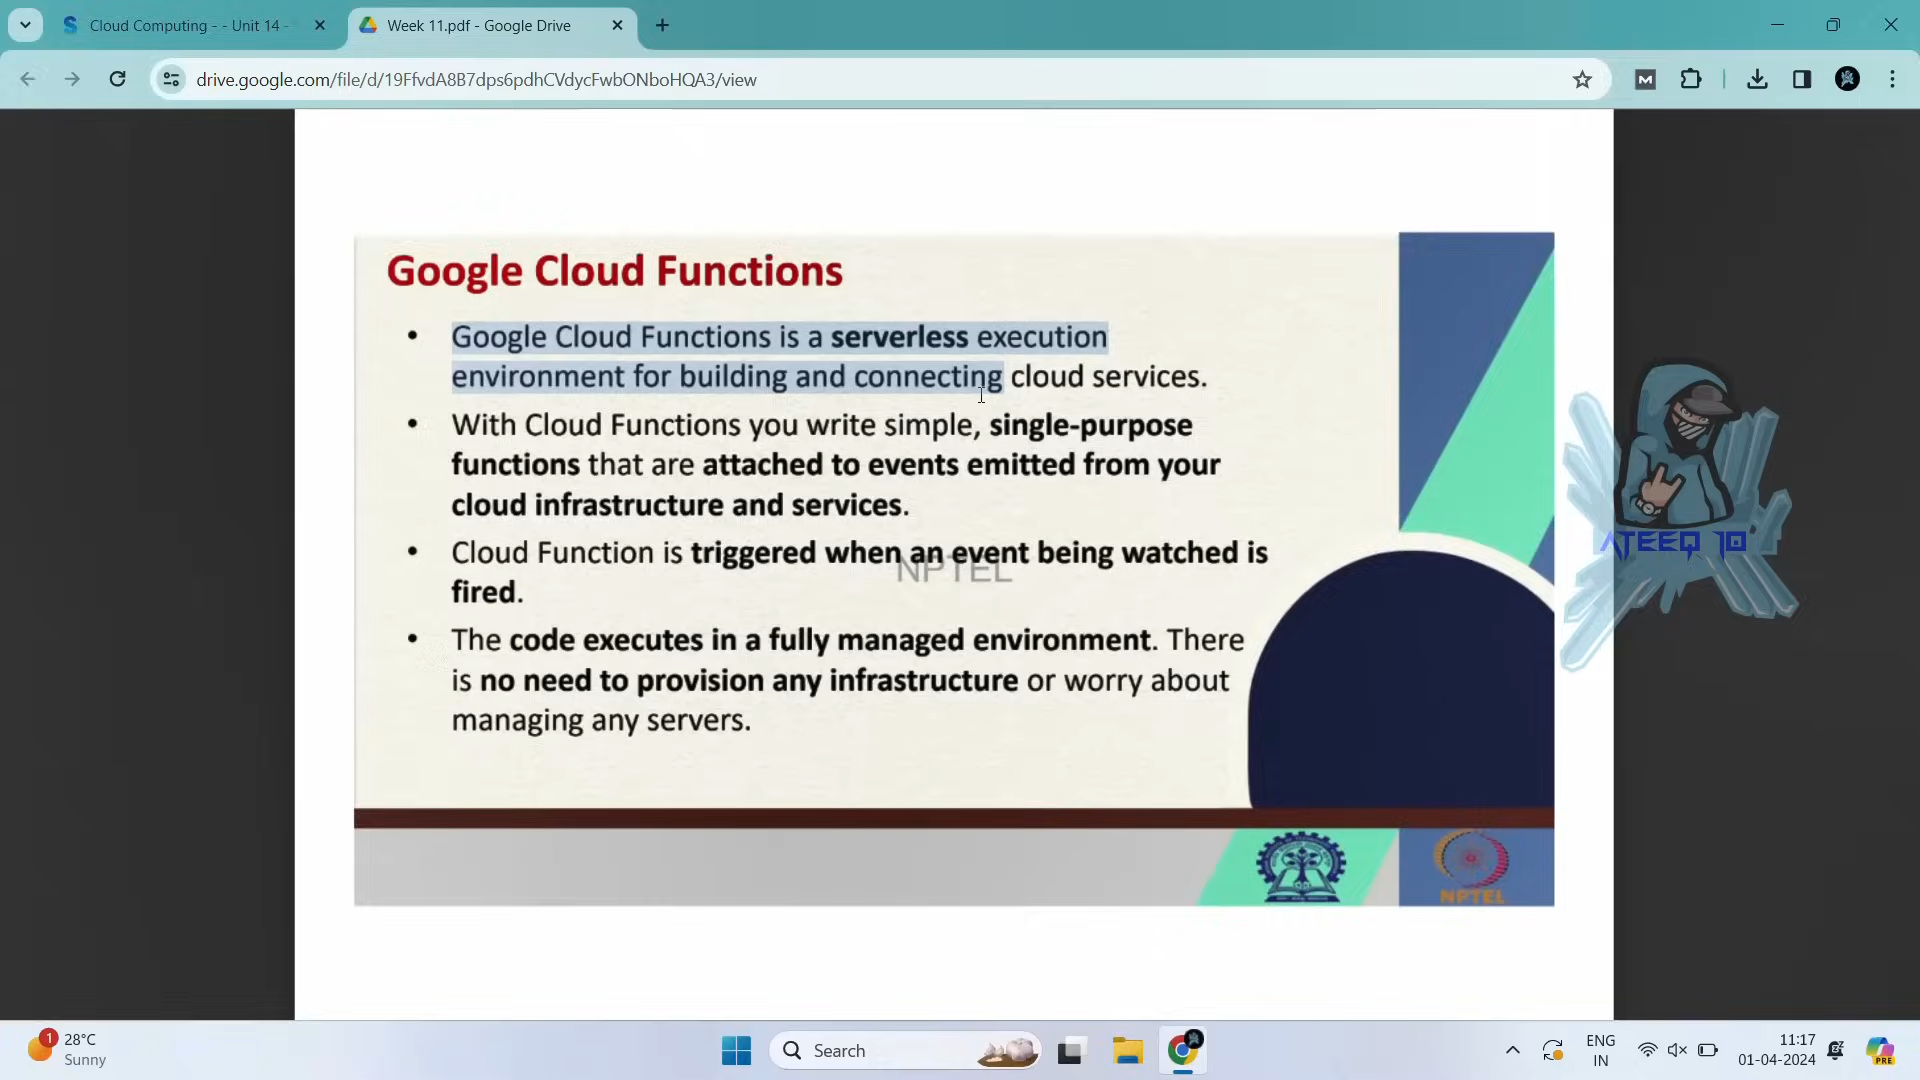 Cloud Computing - - Unit 14 -
Week 11.pdf - Google Drive
drive.google.com/file/d/19FfvdA8B7dps6pdhCVdycFwbONboHQA3/view
Google Cloud Functions
• Google Cloud Functions is a serverless execution
environment for building and connecting cloud services.
• With Cloud Functions you write simple, single-purpose
functions that are attached to events emitted from your
cloud infrastructure and services.
• Cloud Function is triggered when an event being watched is
fired.
NPTEL
• The code executes in a fully managed environment. There
is no need to provision any infrastructure or worry about
managing any servers.
ATEEQ 10
NPTEL
1
28°C
Sunny
Search
ENG
IN
11:17
01-04-2024
PRE